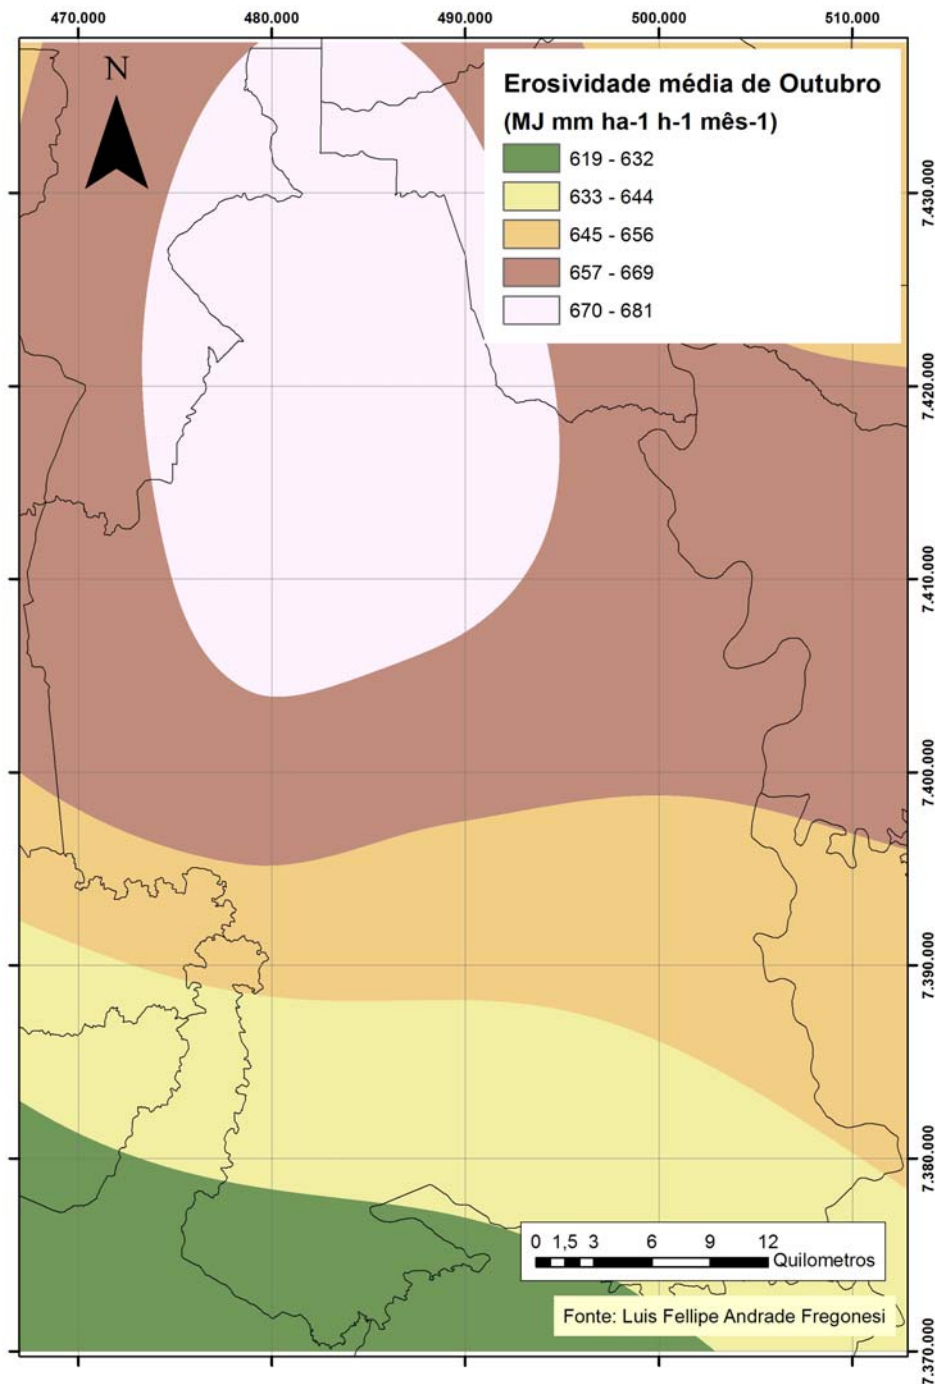 470.000 480.000 490.000 500.000 510.000
N
Erosividade média de Outubro
(MJ mm ha-1 h-1 mês-1)
619 - 632
633 - 644
645 - 656
657 - 669
670 - 681
7.430.000
7.420.000
7.410.000
7.400.000
7.390.000
7.380.000
7.370.000
0 1,5 3 6 9 12
Quilometros
Fonte: Luis Fellipe Andrade Fregonesi